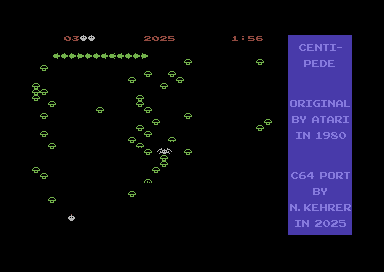 03 2025 1:56
CENTI-
PEDE
ORIGINAL
BY ATARI
IN 1980
C64 PORT
BY
N.KEHRER
IN 2025